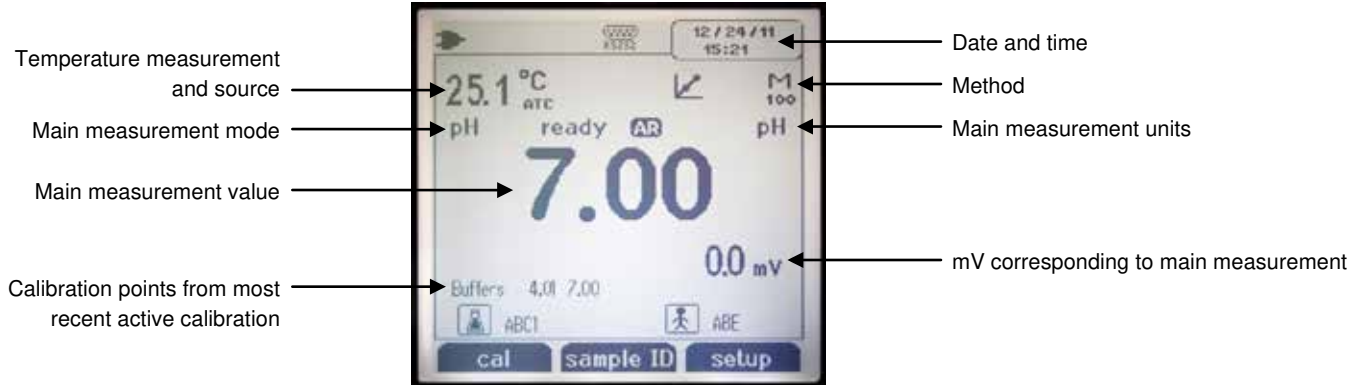 12/24/11
15:21
RS232
Temperature measurement
and source
25.1 °C
ATC
M
100
Date and time
Method
Main measurement mode
pH ready AR pH
Main measurement units
Main measurement value
7.00
0.0 mV
mV corresponding to main measurement
Calibration points from most
recent active calibration
Buffers 4.01 7.00
ABC1
ABE
cal
sample ID
setup